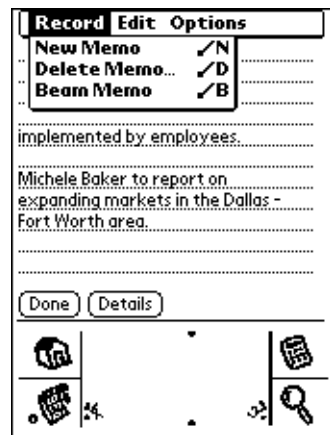 Record Edit Options
New Memo /N
Delete Memo... /D
Beam Memo /B
implemented by employees.
Michele Baker to report on
expanding markets in the Dallas -
Fort Worth area.
Done Details